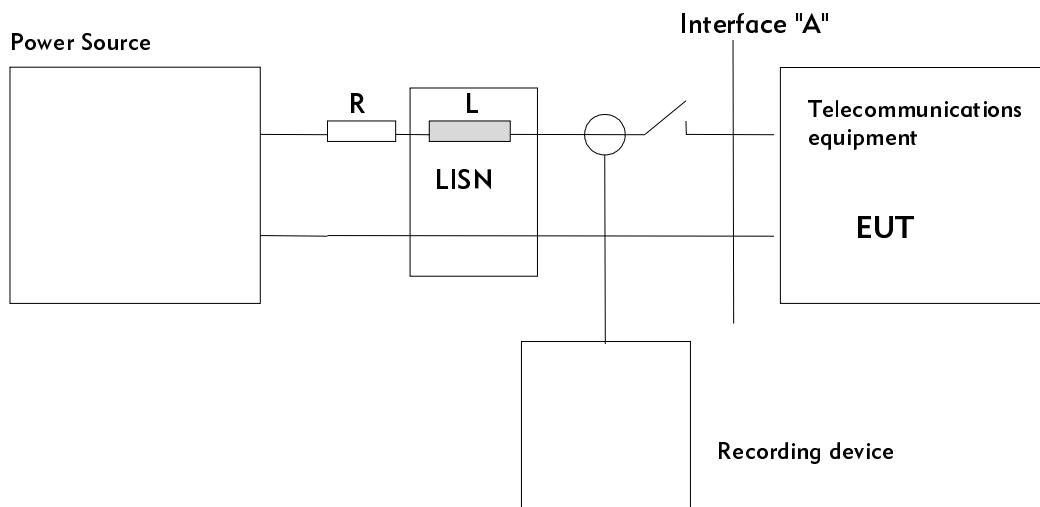 Interface "A"
Power Source
R
L
LISN
Telecommunications
equipment
EUT
Recording device